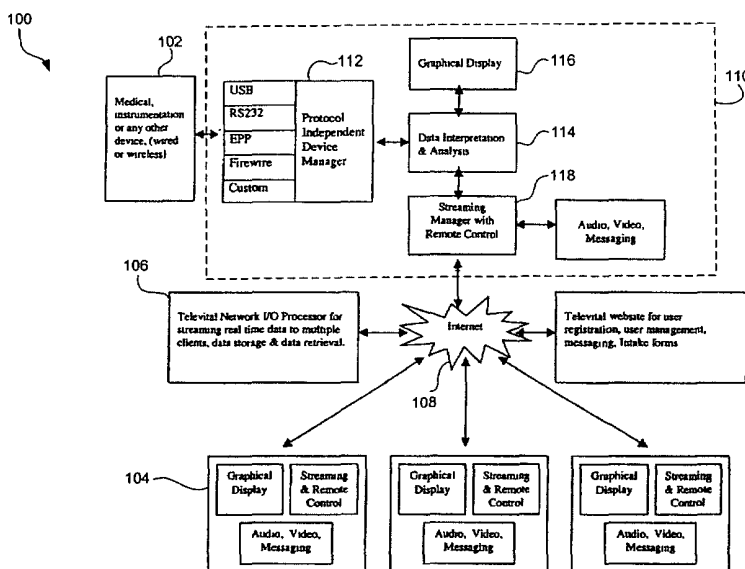 100
102
112
110
Medical,
instrumentation
or any other
device, (wired
or wireless)
USB
RS232
EPP
Firewire
Custom
Protocol
Independent
Device
Manager
Graphical Display
116
Data Interpretation
& Analysis
114
118
Streaming
Manager with
Remote Control
Audio, Video,
Messaging
106
Televital Network I/O Processor for
streaming real time data to multiple
clients, data storage & data retrieval.
Internet
108
Televital website for user
registration, user management,
messaging, Intake forms
104
Graphical
Display
Streaming
& Remote
Control
Audio, Video,
Messaging
Graphical
Display
Streaming
& Remote
Control
Audio, Video,
Messaging
Graphical
Display
Streaming
& Remote
Control
Audio, Video,
Messaging